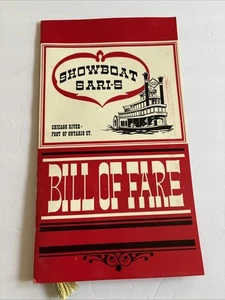 SHOWBOAT
SARI-S
CHICAGO RIVER -
FOOT OF ONTARIO ST.
BILL OF FARE